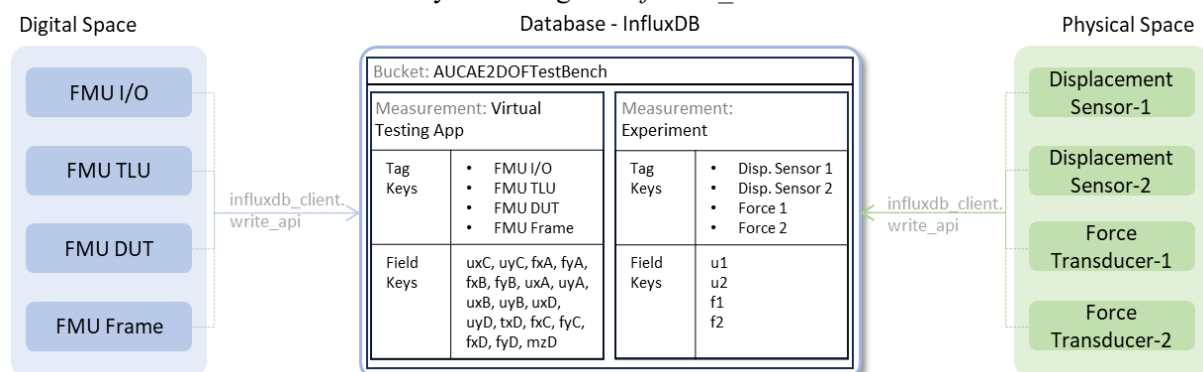 Digital Space
Database - InfluxDB
Physical Space
FMU I/O
FMU TLU
FMU DUT
FMU Frame
influxdb_client.
write_api
Bucket: AUCAE2DOFTestBench
Measurement: Virtual
Testing App
Tag
Keys
• FMU I/O
• FMU TLU
• FMU DUT
• FMU Frame
Field
Keys
uxC, uyC, fxA, fyA,
fxB, fyB, uxA, uyA,
uxB, uyB, uxD,
uyD, txD, fxC, fyC,
fxD, fyD, mzD
Measurement:
Experiment
Tag
Keys
• Disp. Sensor 1
• Disp. Sensor 2
• Force 1
• Force 2
Field
Keys
u1
u2
f1
f2
influxdb_client.
write_api
Displacement
Sensor-1
Displacement
Sensor-2
Force
Transducer-1
Force
Transducer-2